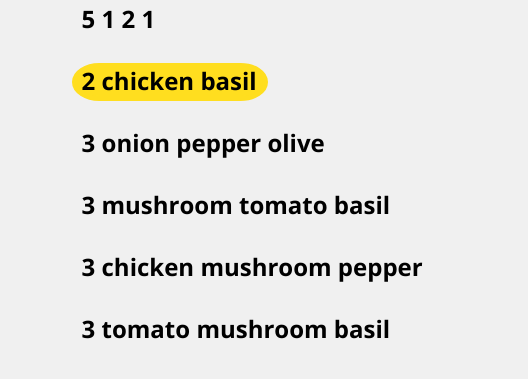 5 1 2 1
2 chicken basil
3 onion pepper olive
3 mushroom tomato basil
3 chicken mushroom pepper
3 tomato mushroom basil